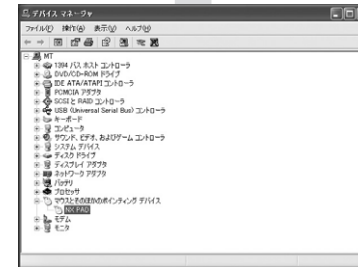 デバイス マネージャ
ファイル(F) 操作(A) 表示(V) ヘルプ(H)
MT
1394 バス ホスト コントローラ
DVD/CD-ROM ドライブ
IDE ATA/ATAPI コントローラ
PCMCIA アダプタ
SCSI と RAID コントローラ
USB (Universal Serial Bus) コントローラ
キーボード
コンピュータ
サウンド、ビデオ、およびゲーム コントローラ
システム デバイス
ディスク ドライブ
ディスプレイ アダプタ
ネットワーク アダプタ
バッテリ
プロセッサ
マウスとそのほかのポインティング デバイス
NX PAD
モデム
モニタ